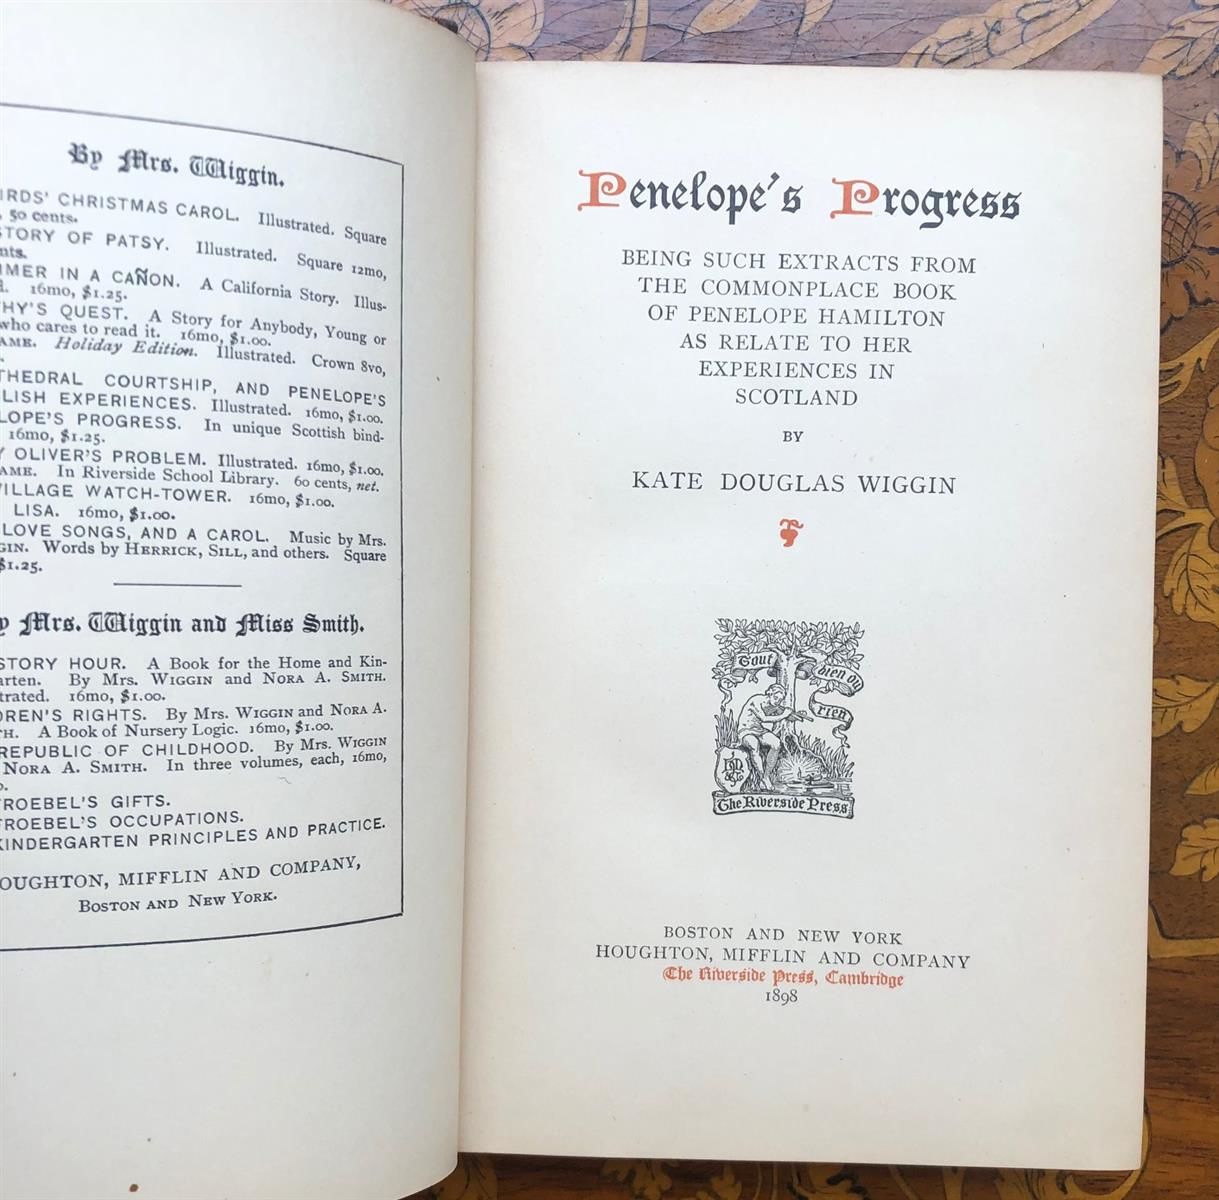 By Mrs. Wiggin.
IRDS' CHRISTMAS CAROL. Illustrated. Square
50 cents.
STORY OF PATSY. Illustrated. Square 12mo,
nts.
MMER IN A CAÑON. A California Story. Illus-
16mo, $1.25.
THY'S QUEST. A Story for Anybody, Young or
who cares to read it. 16mo, $1.00.
AME. Holiday Edition. Illustrated. Crown 8vo,
THEDRAL COURTSHIP, AND PENELOPE'S
LISH EXPERIENCES. Illustrated. 16mo, $1.00.
LOPE'S PROGRESS. In unique Scottish bind-
16mo, $1.25.
Y OLIVER'S PROBLEM. Illustrated. 16mo, $1.00.
AME. In Riverside School Library. 60 cents, net.
VILLAGE WATCH-TOWER. 16mo, $1.00.
LISA. 16mo, $1.00.
LOVE SONGS, AND A CAROL. Music by Mrs.
GIN. Words by HERRICK, SILL, and others. Square
$1.25.
y Mrs. Wiggin and Miss Smith.
STORY HOUR. A Book for the Home and Kin-
arten. By Mrs. WIGGIN and NORA A. SMITH.
strated. 16mo, $1.00.
DREN'S RIGHTS. By Mrs. WIGGIN and NORA A.
TH. A Book of Nursery Logic. 16mo, $1.00.
REPUBLIC OF CHILDHOOD. By Mrs. WIGGIN
NORA A. SMITH. In three volumes, each, 16mo,
o.
FROEBEL'S GIFTS.
FROEBEL'S OCCUPATIONS.
KINDERGARTEN PRINCIPLES AND PRACTICE.
OUGHTON, MIFFLIN AND COMPANY,
BOSTON AND NEW YORK.
Penelope's Progress
BEING SUCH EXTRACTS FROM
THE COMMONPLACE BOOK
OF PENELOPE HAMILTON
AS RELATE TO HER
EXPERIENCES IN
SCOTLAND
BY
KATE DOUGLAS WIGGIN
Tout bien ou
rien
The Riverside Press
BOSTON AND NEW YORK
HOUGHTON, MIFFLIN AND COMPANY
The Riverside Press, Cambridge
1898